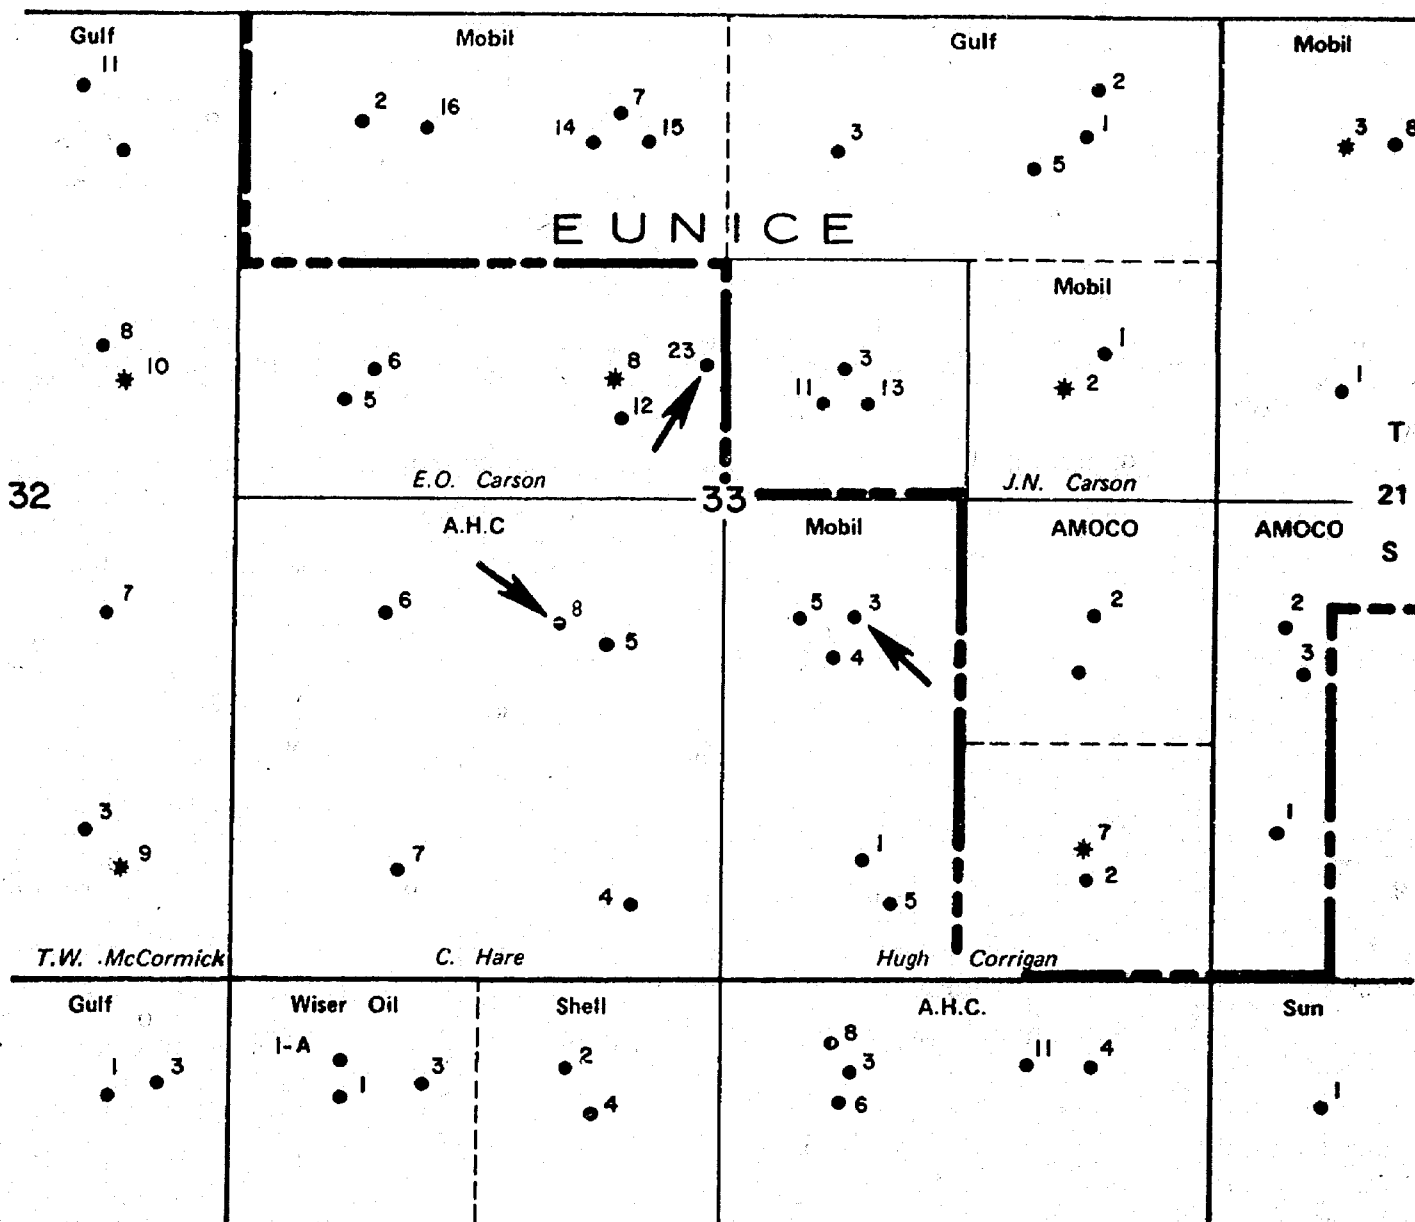 Gulf Mobil Gulf Mobil
11 2 16 7 14 15 3 2 1 5 3 8
EUNICE
Mobil
8 10 6 5 8 23 12 3 11 13 1 2 1
T
E.O. Carson J.N. Carson
32 33 21
A.H.C Mobil AMOCO AMOCO
S
7 6 8 5 5 3 4 2 2 3
3 9 7 4 1 5 7 2 1
T.W. McCormick C. Hare Hugh Corrigan
Gulf Wiser Oil Shell A.H.C. Sun
1 3 1-A 1 3 2 4 8 3 6 11 4 1